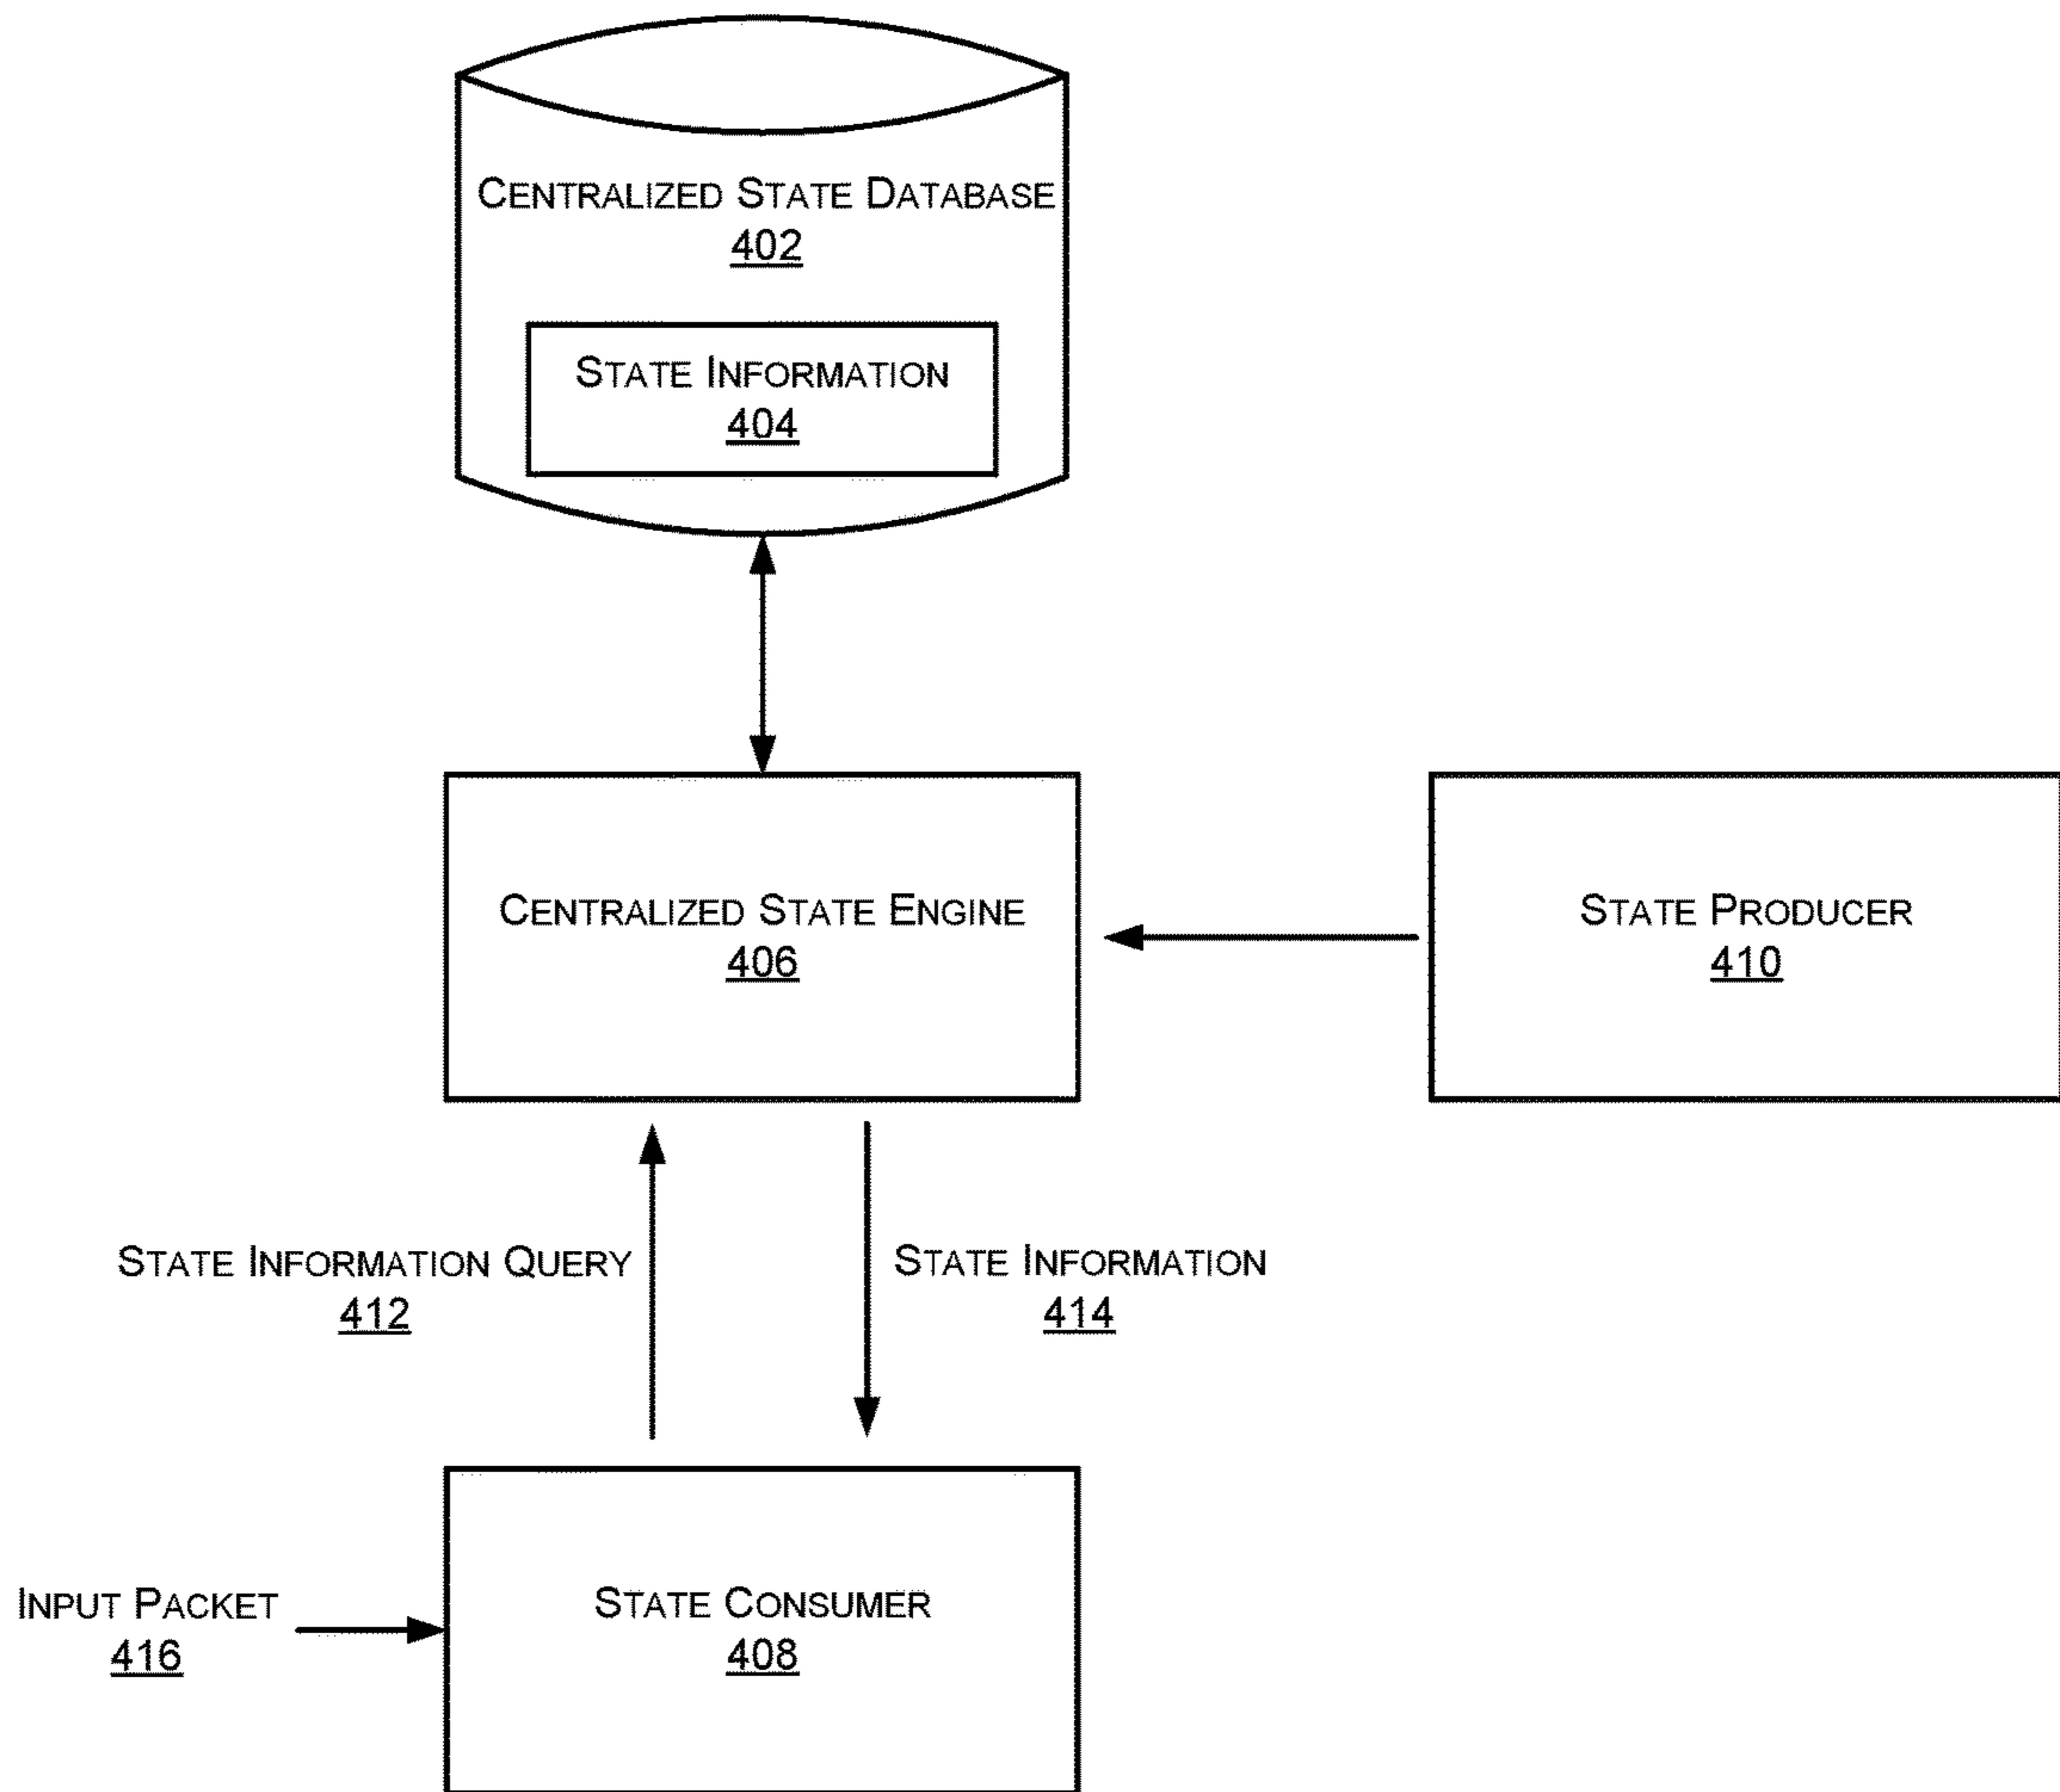 CENTRALIZED STATE DATABASE
402
STATE INFORMATION
404
CENTRALIZED STATE ENGINE
406
STATE PRODUCER
410
STATE INFORMATION QUERY
412
STATE INFORMATION
414
INPUT PACKET
416
STATE CONSUMER
408